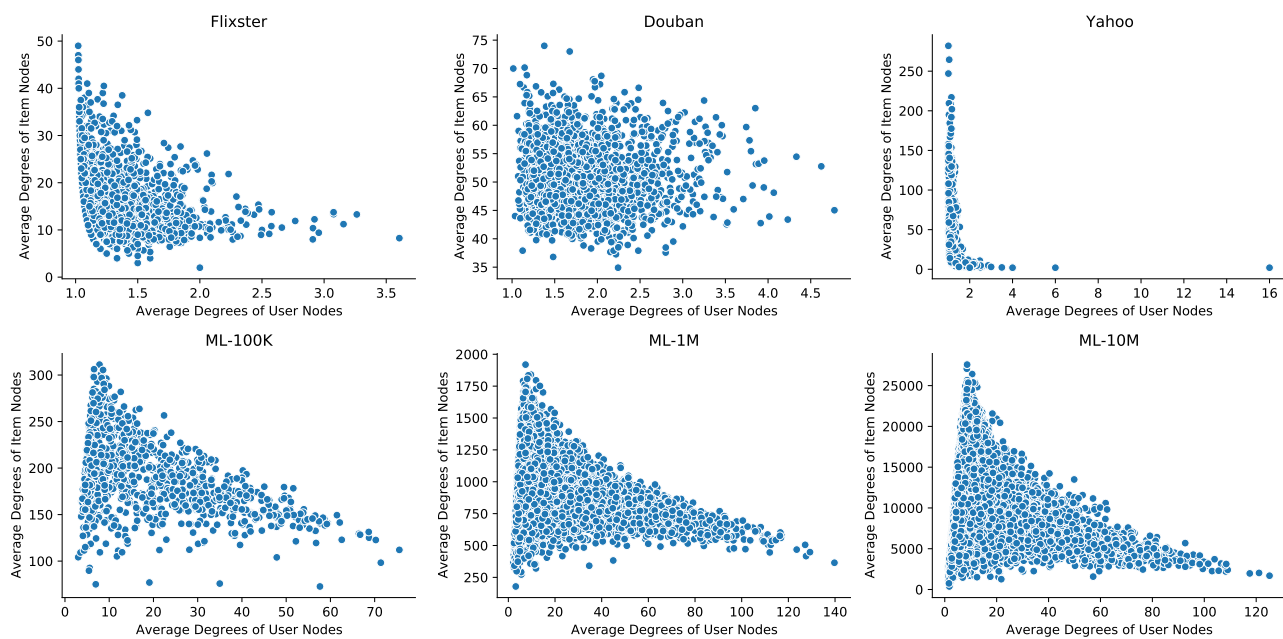 Flixster
Average Degrees of Item Nodes
50
40
30
20
10
0
1.0 1.5 2.0 2.5 3.0 3.5
Average Degrees of User Nodes
Douban
Average Degrees of Item Nodes
75
70
65
60
55
50
45
40
35
1.0 1.5 2.0 2.5 3.0 3.5 4.0 4.5
Average Degrees of User Nodes
Yahoo
Average Degrees of Item Nodes
250
200
150
100
50
0
2 4 6 8 10 12 14 16
Average Degrees of User Nodes
ML-100K
Average Degrees of Item Nodes
300
250
200
150
100
0 10 20 30 40 50 60 70
Average Degrees of User Nodes
ML-1M
Average Degrees of Item Nodes
2000
1750
1500
1250
1000
750
500
250
0 20 40 60 80 100 120 140
Average Degrees of User Nodes
ML-10M
Average Degrees of Item Nodes
25000
20000
15000
10000
5000
0
0 20 40 60 80 100 120
Average Degrees of User Nodes